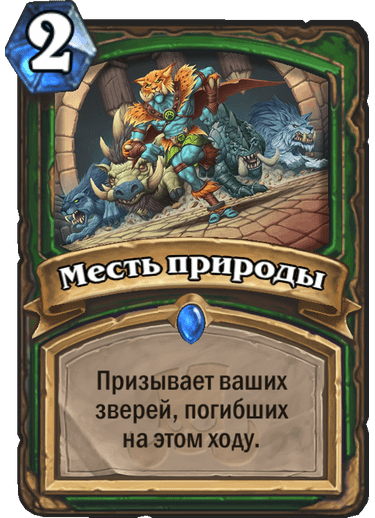 2
Месть природы
Призывает ваших
зверей, погибших
на этом ходу.